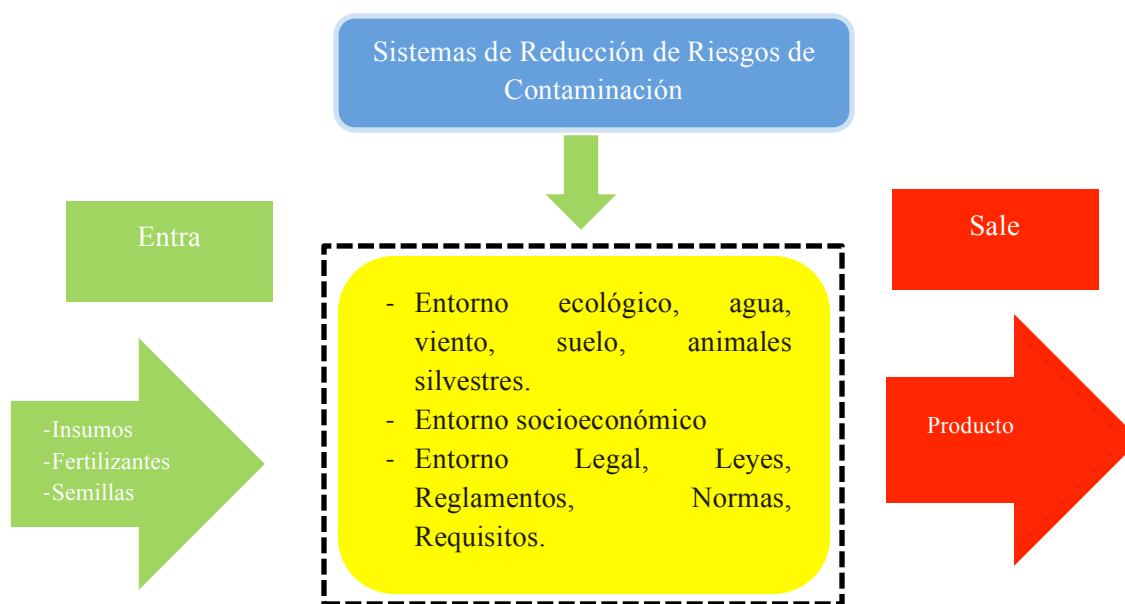 Sistemas de Reducción de Riesgos de
Contaminación
Entra
Sale
- Entorno ecológico, agua,
viento, suelo, animales
silvestres.
- Entorno socioeconómico
- Entorno Legal, Leyes,
Reglamentos, Normas,
Requisitos.
-Insumos
-Fertilizantes
-Semillas
Producto